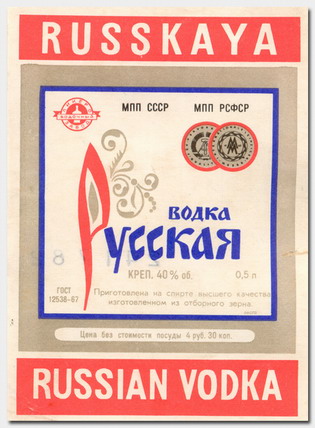 RUSSKAYA
МПП СССР МПП РСФСР
ВОДКА
Русская
КРЕП. 40% об. 0,5 л
ГОСТ
12538-67
Приготовлена на спирте высшего качества
изготовленном из отборного зерна
Цена без стоимости посуды 4 руб. 30 коп.
RUSSIAN VODKA